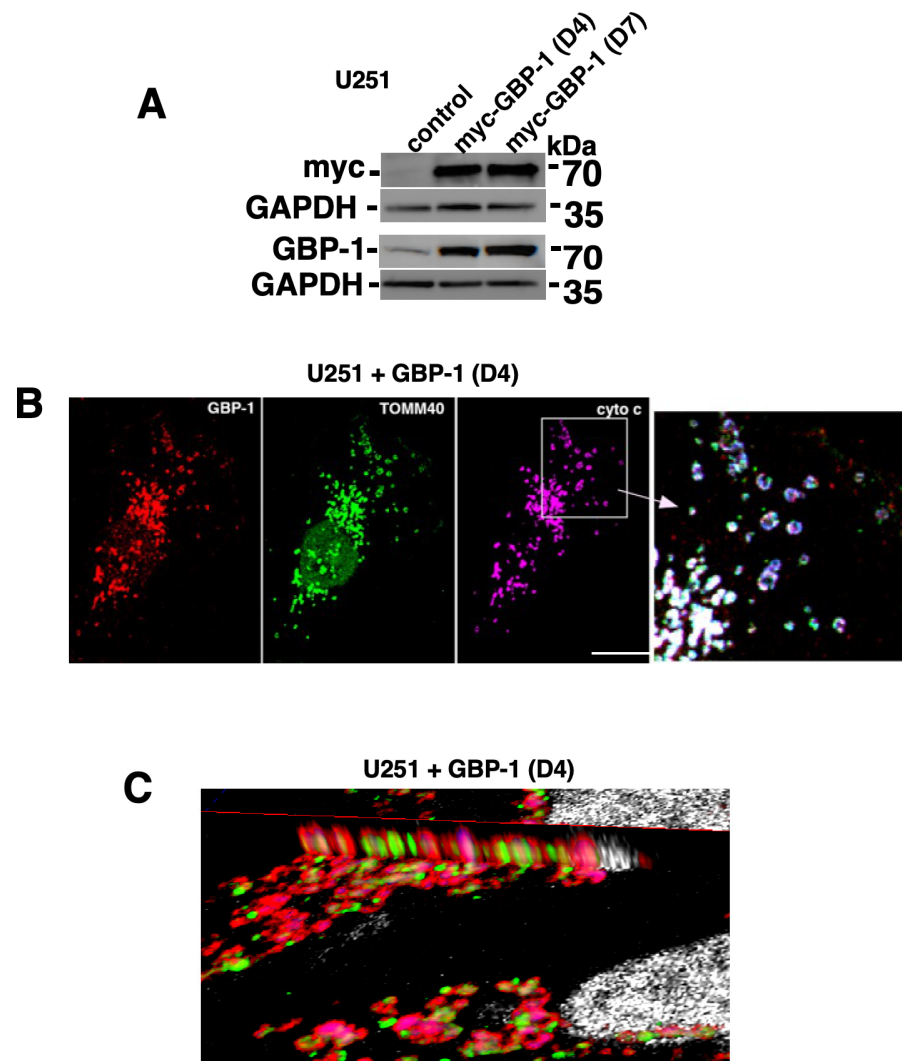 A
U251
control
myc-GBP-1 (D4)
myc-GBP-1 (D7)
kDa
myc - -70
GAPDH - -35
GBP-1- -70
GAPDH - -35
U251 + GBP-1 (D4)
B
GBP-1
TOMM40
cyto c
U251 + GBP-1 (D4)
C